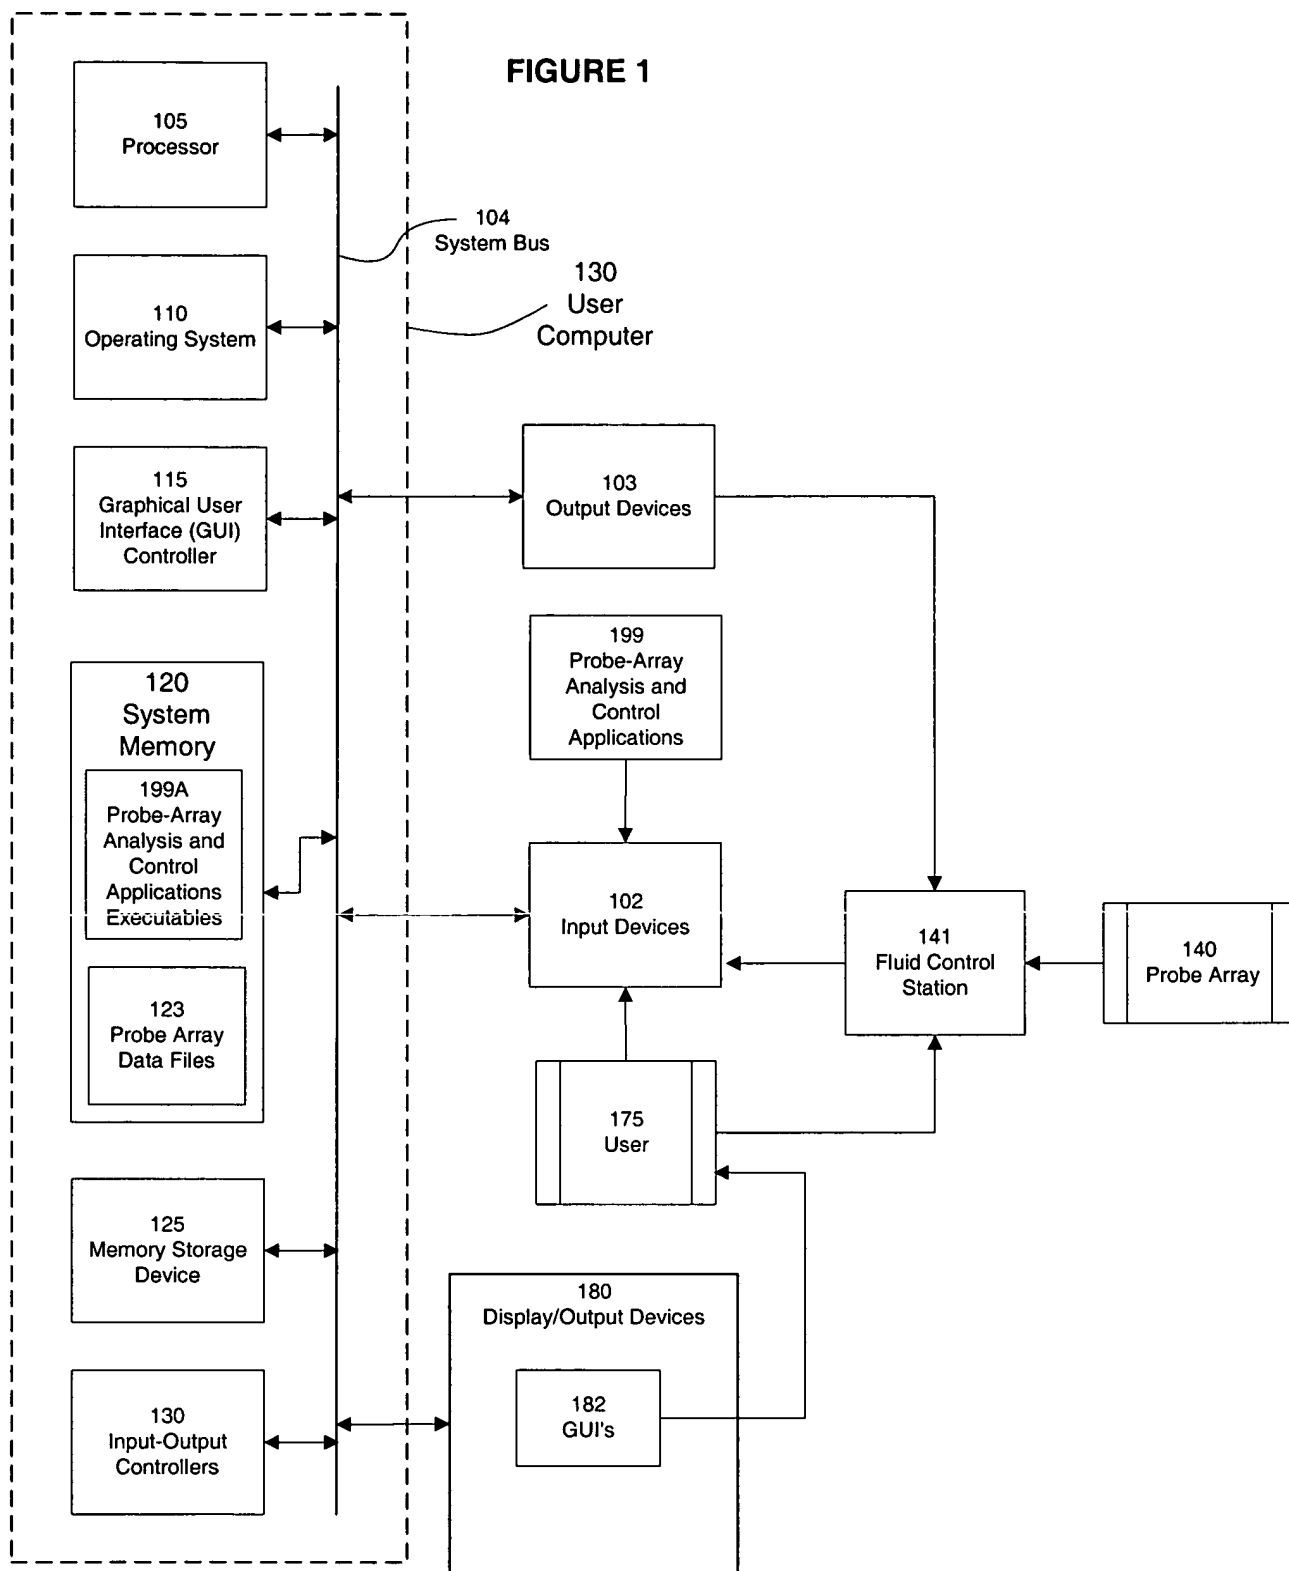 FIGURE 1
105
Processor
104
System Bus
130
User
Computer
110
Operating System
115
Graphical User
Interface (GUI)
Controller
103
Output Devices
199
Probe-Array
Analysis and
Control
Applications
120
System
Memory
199A
Probe-Array
Analysis and
Control
Applications
Executables
123
Probe Array
Data Files
102
Input Devices
141
Fluid Control
Station
140
Probe Array
175
User
125
Memory Storage
Device
180
Display/Output Devices
182
GUI's
130
Input-Output
Controllers